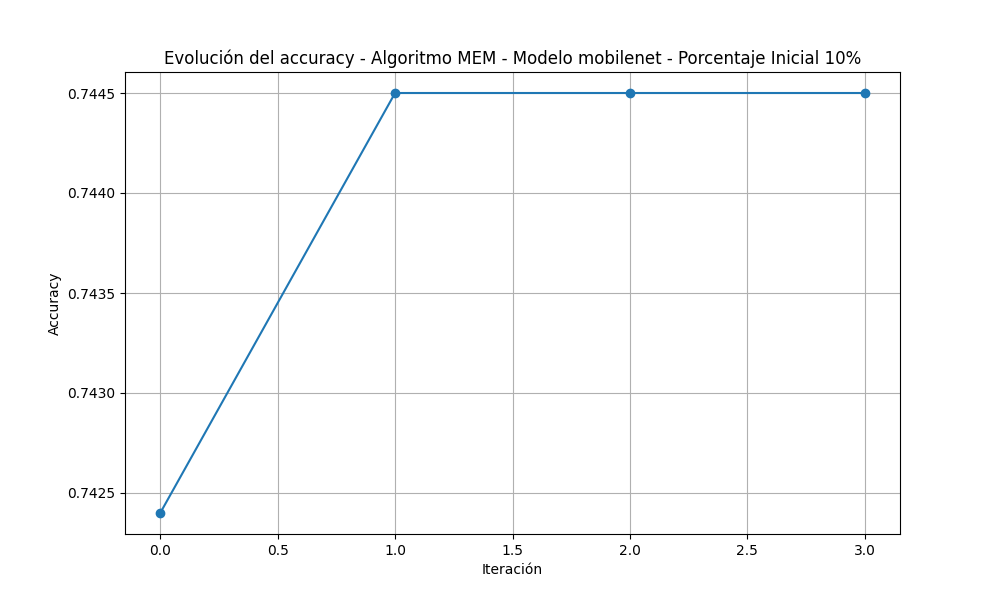 Evolución del accuracy - Algoritmo MEM - Modelo mobilenet - Porcentaje Inicial 10%
0.7445
0.7440
0.7435
0.7430
0.7425
Accuracy
0.0 0.5 1.0 1.5 2.0 2.5 3.0
Iteración